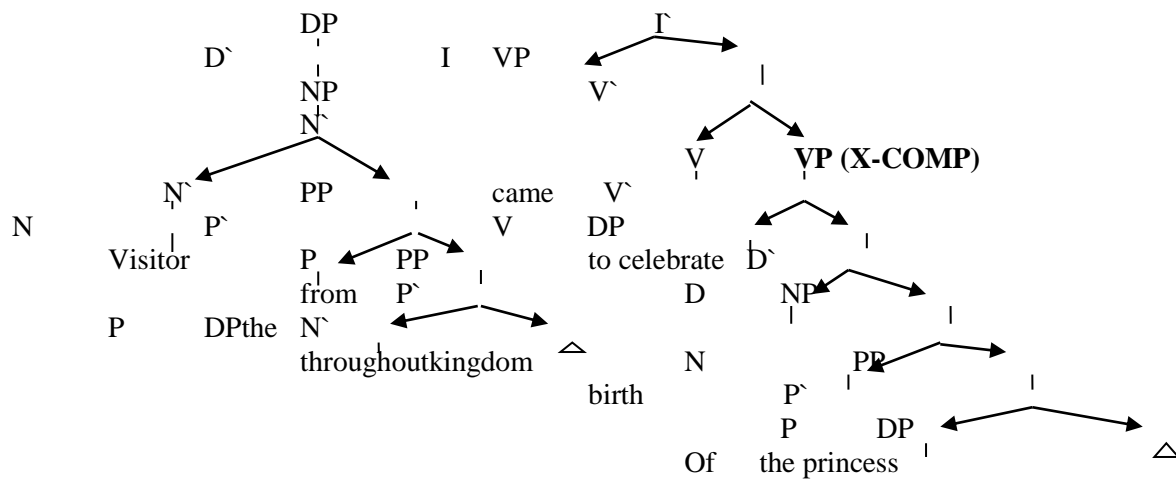 DP I`
D` I VP
NP V`
N`
V VP (X-COMP)
N` PP came V`
N P` V DP
Visitor P PP to celebrate D`
from P` D NP
P DPthe N`
throughoutkingdom N PP
birth P`
P DP
Of the princess